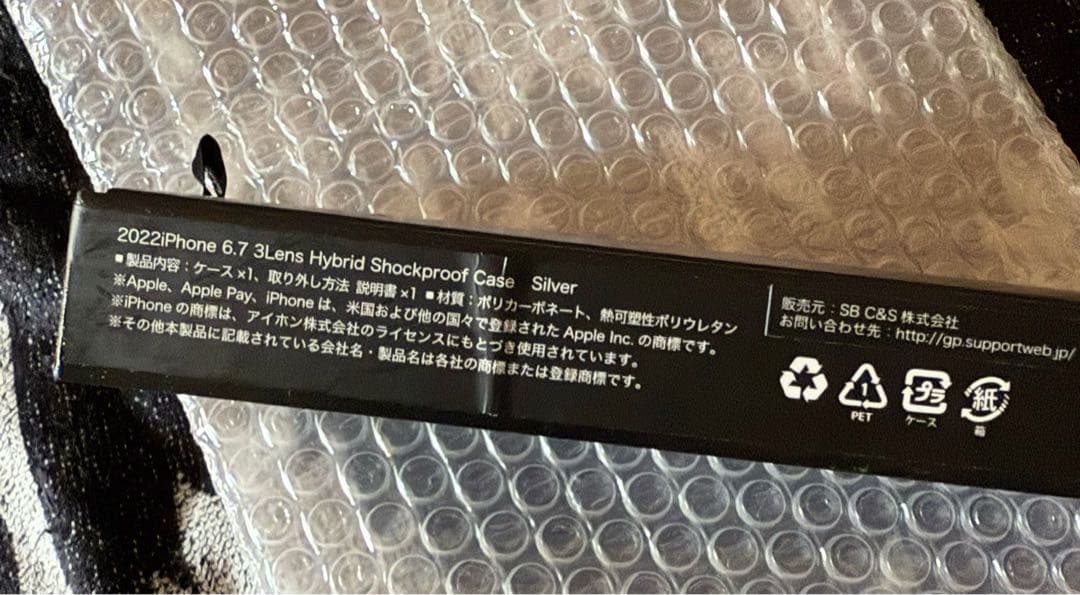 2022iPhone 6.7 3Lens Hybrid Shockproof Case Silver
■製品内容：ケース×1、取り外し方法 説明書×1 ■材質：ポリカーボネート、熱可塑性ポリウレタン
※Apple、Apple Pay、iPhone は、米国および他の国々で登録された Apple Inc. の商標です。
※iPhone の商標は、アイホン株式会社のライセンスにもとづき使用されています。
※その他本製品に記載されている会社名・製品名は各社の商標または登録商標です。
販売元：SB C&S 株式会社
お問い合わせ先：http://gp.supportweb.jp/
1
PET
プラ
ケース
紙
箱